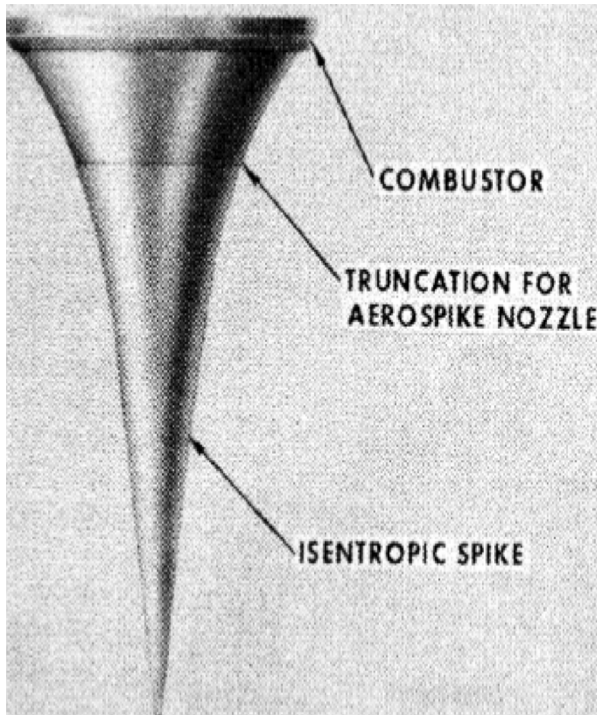 COMBUSTOR
TRUNCATION FOR
AEROSPIKE NOZZLE
ISENTROPIC SPIKE